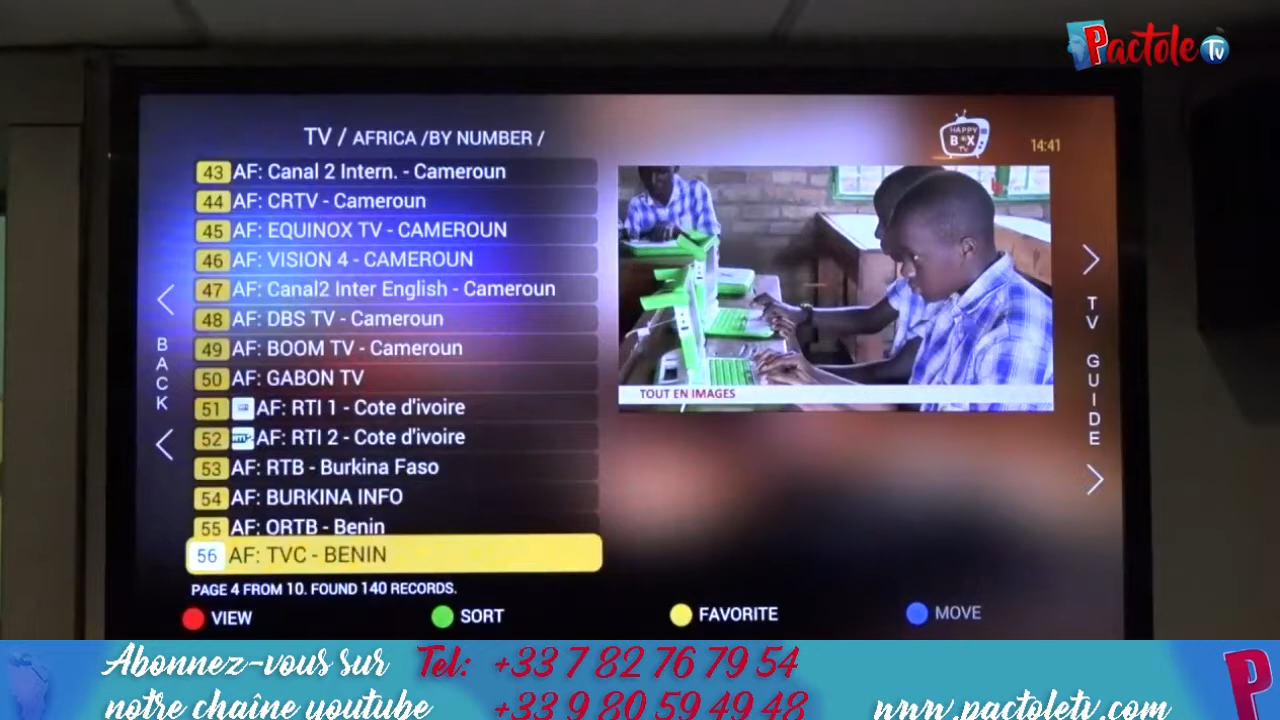 Pactole Tv
TV / AFRICA /BY NUMBER /
HAPPY
B X
TV
14:41
43 AF: Canal 2 Intern. - Cameroun
44 AF: CRTV - Cameroun
45 AF: EQUINOX TV - CAMEROUN
46 AF: VISION 4 - CAMEROUN
47 AF: Canal2 Inter English - Cameroun
48 AF: DBS TV - Cameroun
49 AF: BOOM TV - Cameroun
50 AF: GABON TV
51 AF: RTI 1 - Cote d'ivoire
52 AF: RTI 2 - Cote d'ivoire
53 AF: RTB - Burkina Faso
54 AF: BURKINA INFO
55 AF: ORTB - Benin
56 AF: TVC - BENIN
BACK
TOUT EN IMAGES
TV GUIDE
PAGE 4 FROM 10. FOUND 140 RECORDS.
VIEW SORT FAVORITE MOVE
Abonnez-vous sur Tel: +33 7 82 76 79 54
notre chaîne youtube +33 9 80 59 49 48 www.pactoletv.com
P